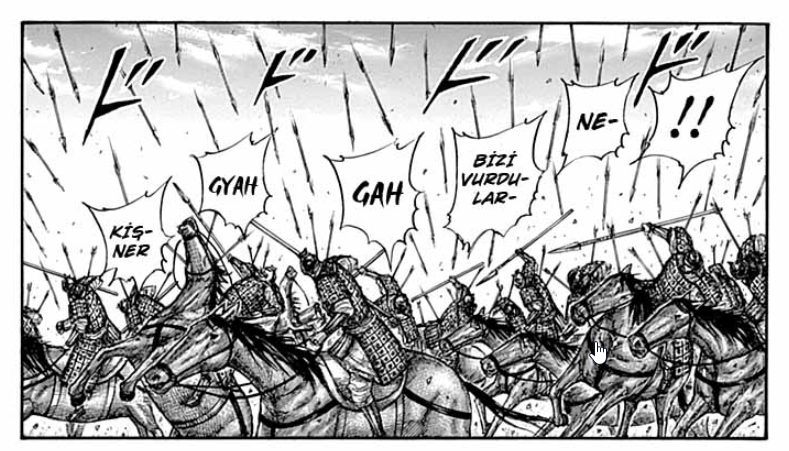 ド
ド
ド
ド
!!
NE-
BİZİ
VURDU-
LAR-
GAH
GYAH
KİŞ-
NER